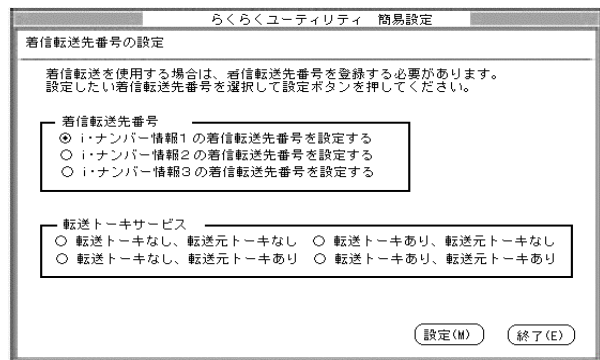 らくらくユーティリティ 簡易設定
着信転送先番号の設定
着信転送を使用する場合は、着信転送先番号を登録する必要があります。
設定したい着信転送先番号を選択して設定ボタンを押してください。
着信転送先番号
i・ナンバー情報1の着信転送先番号を設定する
i・ナンバー情報2の着信転送先番号を設定する
i・ナンバー情報3の着信転送先番号を設定する
転送トーキサービス
転送トーキなし、転送元トーキなし 転送トーキあり、転送元トーキなし
転送トーキなし、転送元トーキあり 転送トーキあり、転送元トーキあり
設定(M) 終了(E)